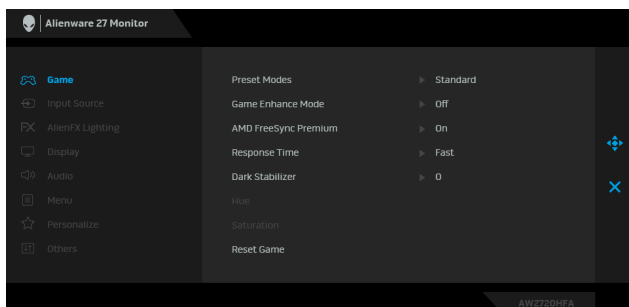 Alienware 27 Monitor
Game
Input Source
FX AlienFX Lighting
Display
Audio
Menu
Personalize
Others
Preset Modes Standard
Game Enhance Mode Off
AMD FreeSync Premium On
Response Time Fast
Dark Stabilizer 0
Hue
Saturation
Reset Game
AW2720HFA